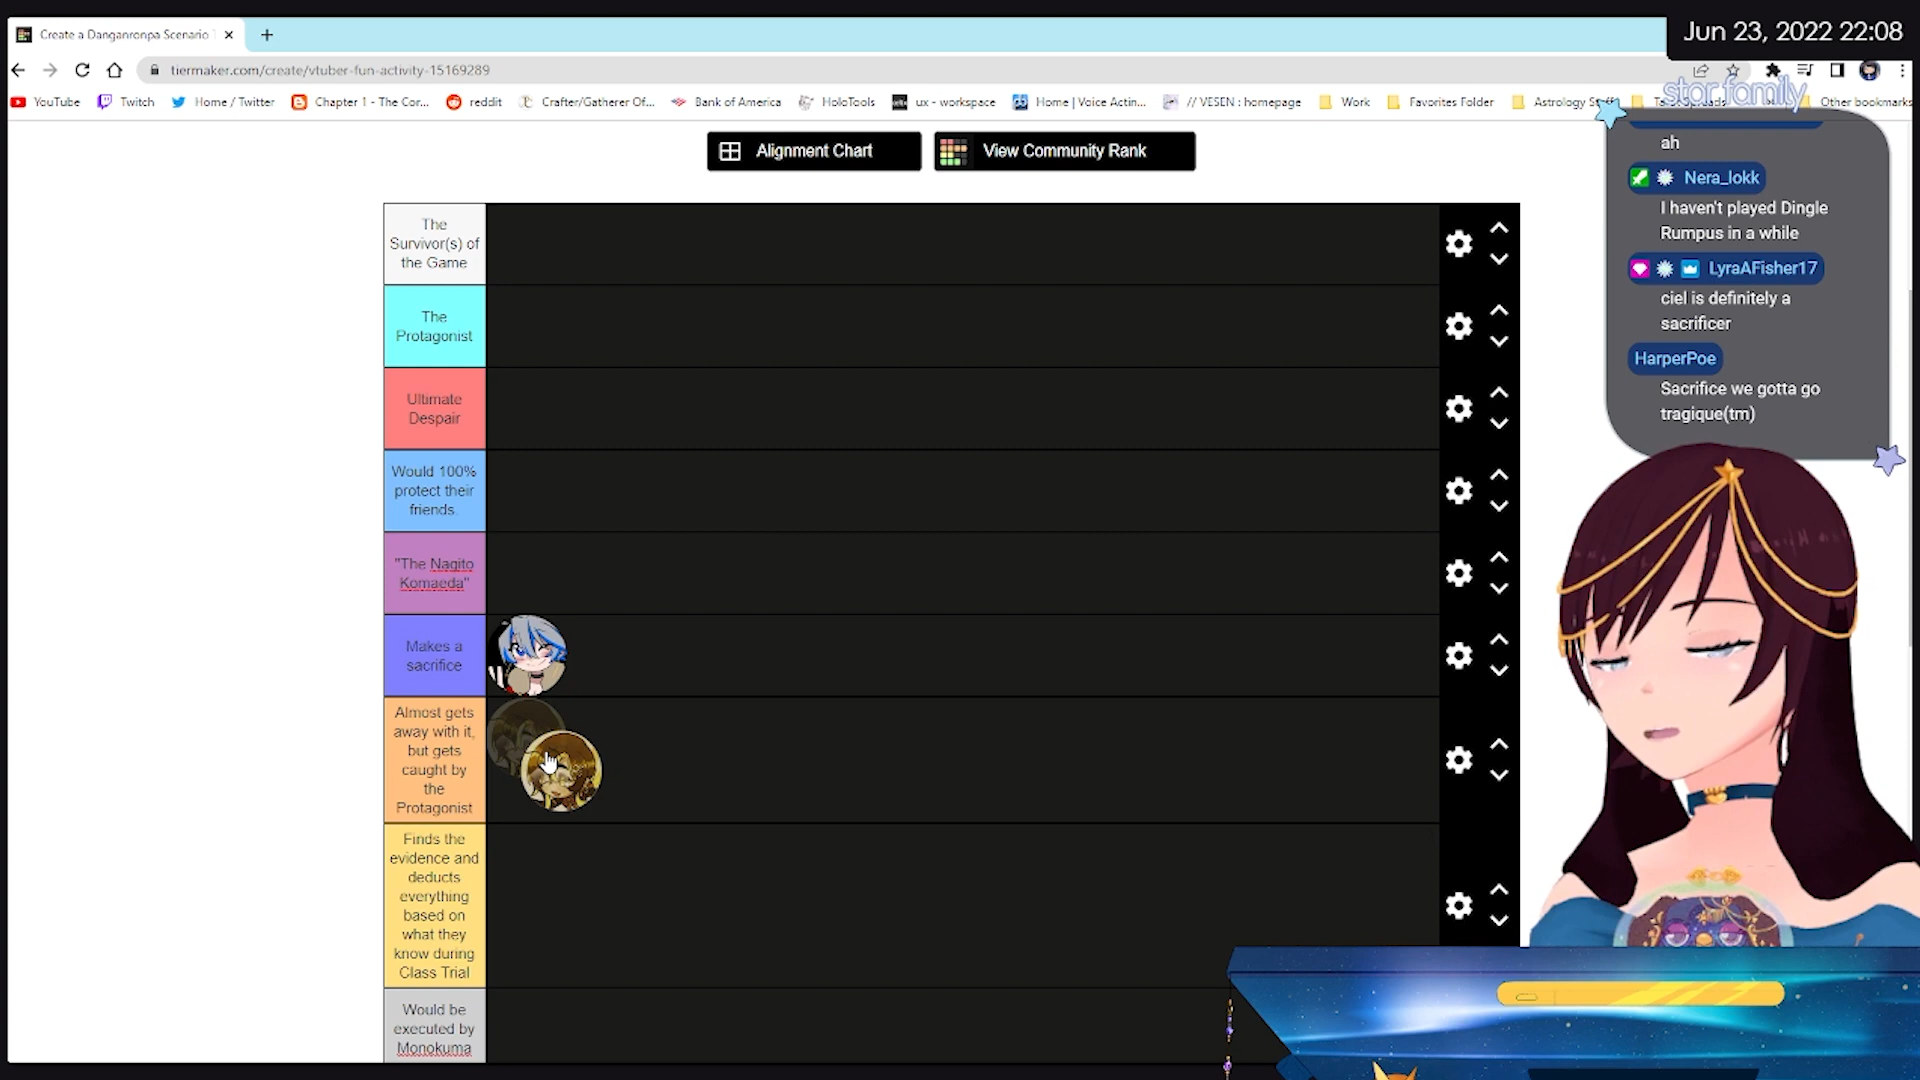 Create a Danganronpa Scenario
Jun 23, 2022 22:08
tiermaker.com/create/vtuber-fun-activity-15169289
YouTube
Twitch
Home / Twitter
Chapter 1 - The Cor...
reddit
Crafter/Gatherer Of...
Bank of America
HoloTools
ux - workspace
Home | Voice Actin...
// VESEN : homepage
Work
Favorites Folder
Astrology Stuff
Other bookmarks
star family
Alignment Chart
View Community Rank
ah
Nera_lokk
I haven't played Dingle
Rumpus in a while
LyraAFisher17
ciel is definitely a
sacrificer
HarperPoe
Sacrifice we gotta go
tragique(tm)
The
Survivor(s) of
the Game
The
Protagonist
Ultimate
Despair
Would 100%
protect their
friends.
"The Nagito
Komaeda"
Makes a
sacrifice
Almost gets
away with it,
but gets
caught by
the
Protagonist
Finds the
evidence and
deducts
everything
based on
what they
know during
Class Trial
Would be
executed by
Monokuma